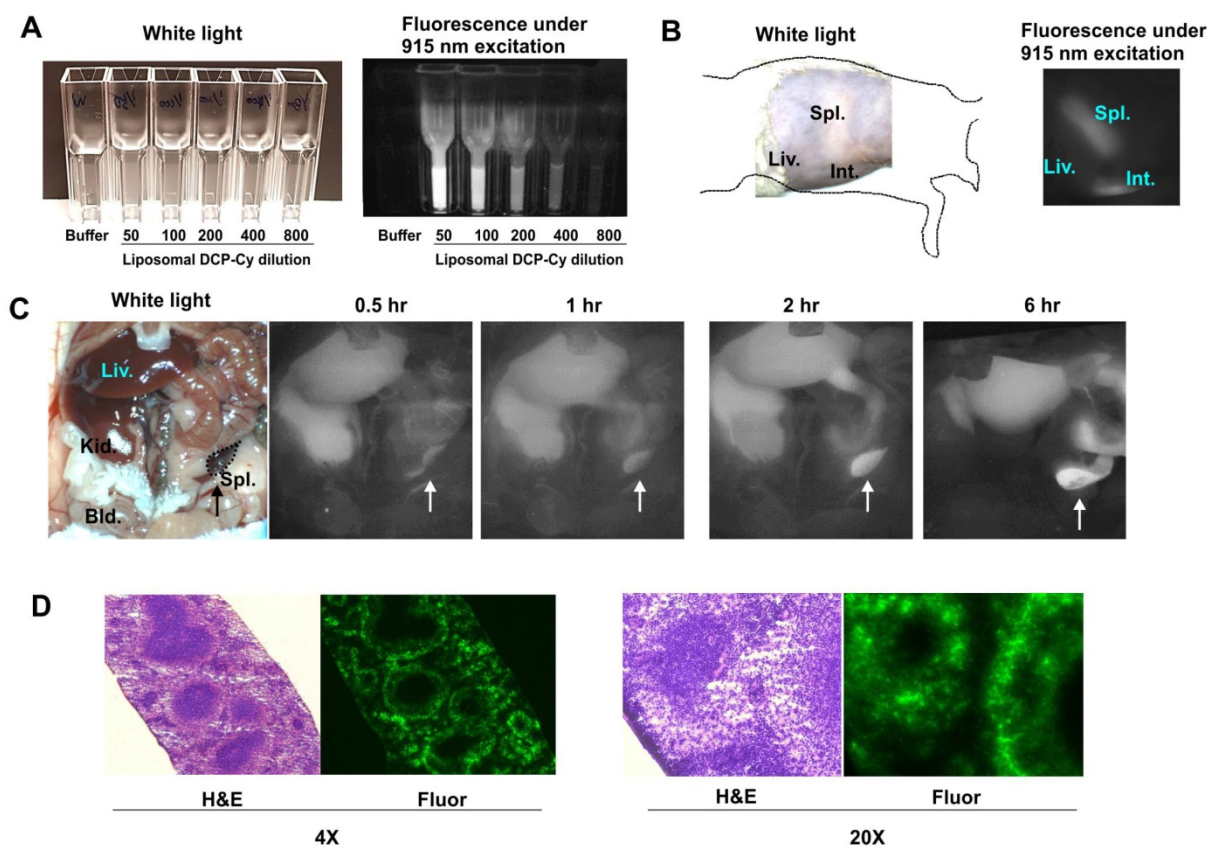 A
White light
Fluorescence under
915 nm excitation
Buffer 50 100 200 400 800
Liposomal DCP-Cy dilution
Buffer 50 100 200 400 800
Liposomal DCP-Cy dilution
B
White light
Fluorescence under
915 nm excitation
Spl.
Liv.
Int.
Spl.
Liv.
Int.
C
White light
0.5 hr
1 hr
2 hr
6 hr
Liv.
Kid.
Spl.
Bld.
D
H&E
Fluor
4X
H&E
Fluor
20X